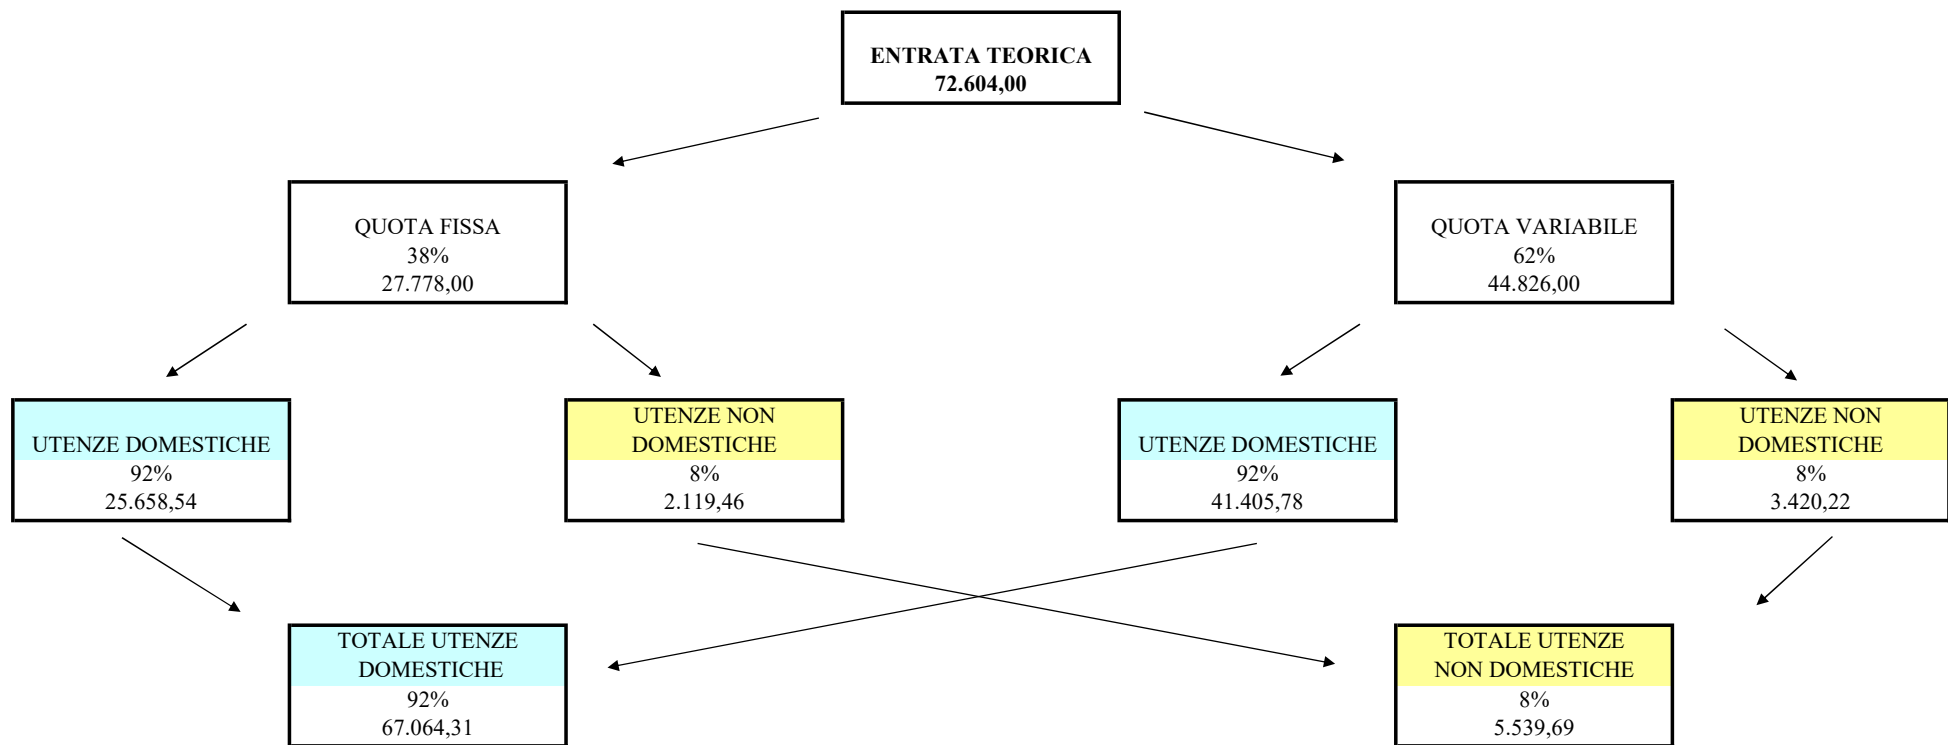 ENTRATA TEORICA
72.604,00
QUOTA FISSA
38%
27.778,00
QUOTA VARIABILE
62%
44.826,00
UTENZE DOMESTICHE
92%
25.658,54
UTENZE NON
DOMESTICHE
8%
2.119,46
UTENZE DOMESTICHE
92%
41.405,78
UTENZE NON
DOMESTICHE
8%
3.420,22
TOTALE UTENZE
DOMESTICHE
92%
67.064,31
TOTALE UTENZE
NON DOMESTICHE
8%
5.539,69